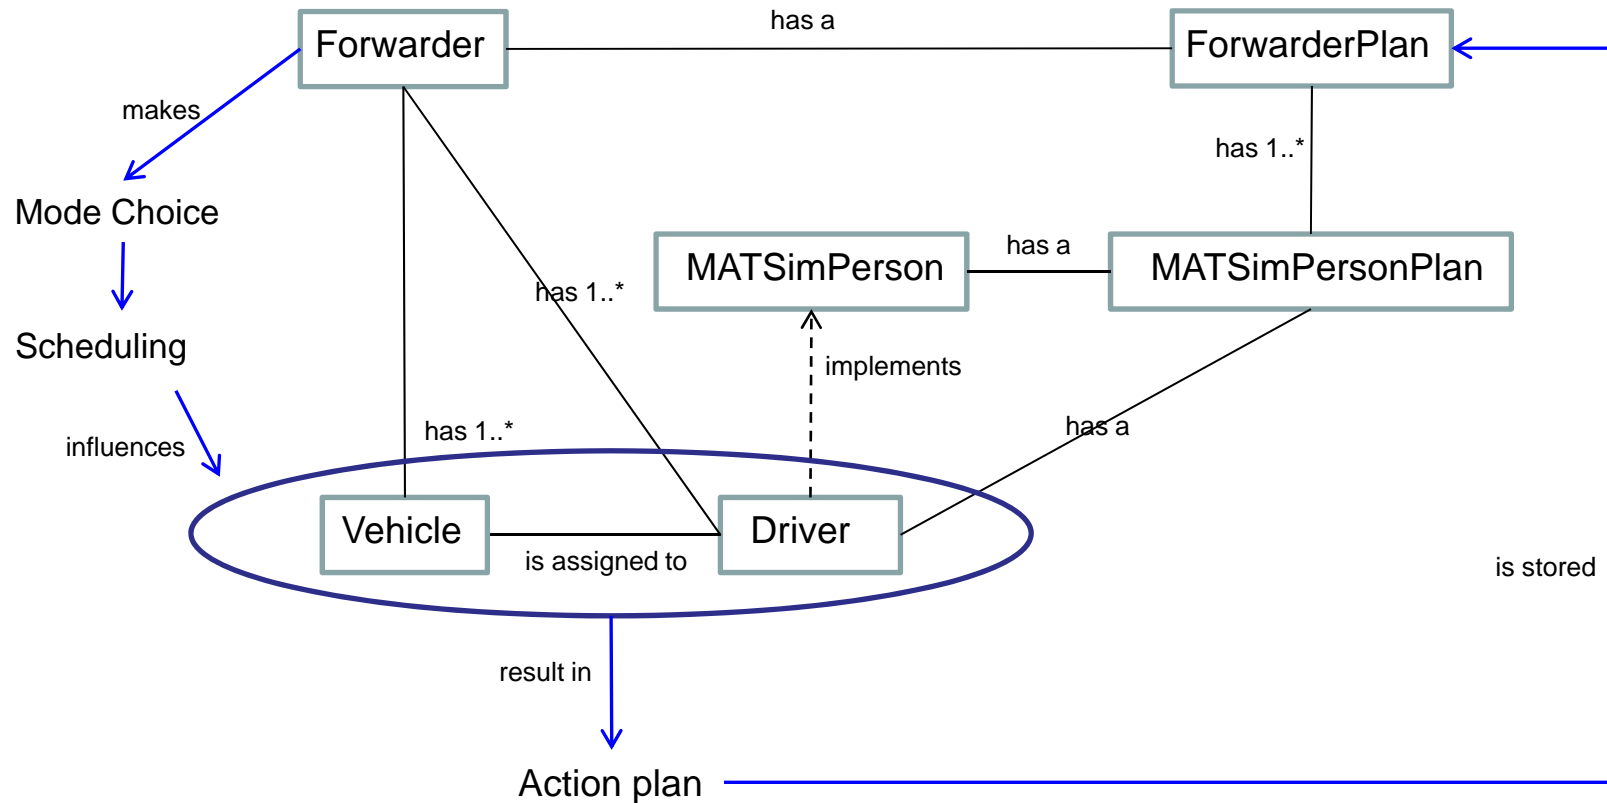 has a
Forwarder
ForwarderPlan
makes
has 1..*
Mode Choice
has a
MATSimPerson
MATSimPersonPlan
has 1..*
Scheduling
implements
has 1..*
has a
influences
Vehicle
Driver
is assigned to
is stored
result in
Action plan